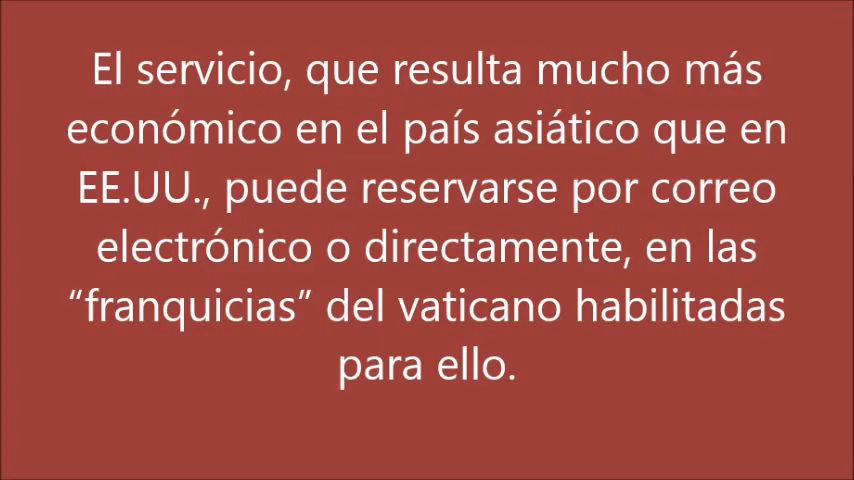 El servicio, que resulta mucho más
económico en el país asiático que en
EE.UU., puede reservarse por correo
electrónico o directamente, en las
“franquicias” del vaticano habilitadas
para ello.